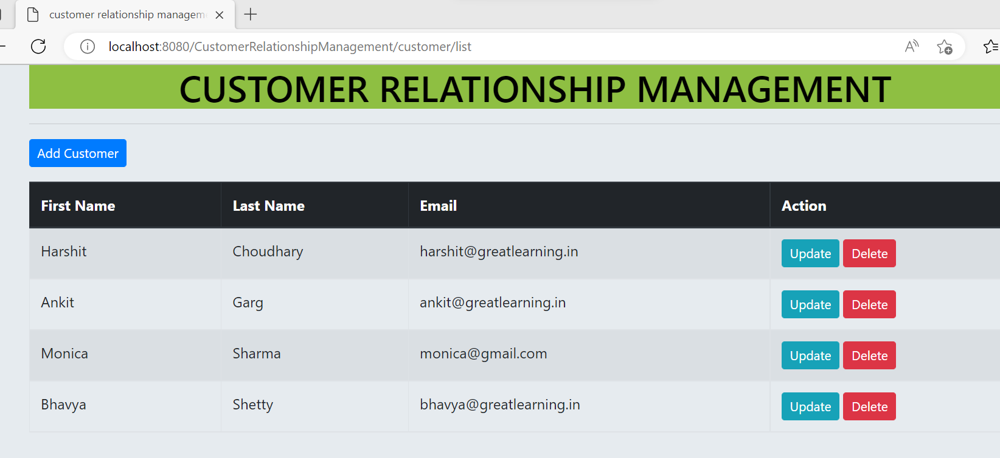 customer relationship managem
localhost:8080/CustomerRelationshipManagement/customer/list
CUSTOMER RELATIONSHIP MANAGEMENT
Add Customer
First Name Last Name Email Action
Harshit Choudhary harshit@greatlearning.in Update Delete
Ankit Garg ankit@greatlearning.in Update Delete
Monica Sharma monica@gmail.com Update Delete
Bhavya Shetty bhavya@greatlearning.in Update Delete